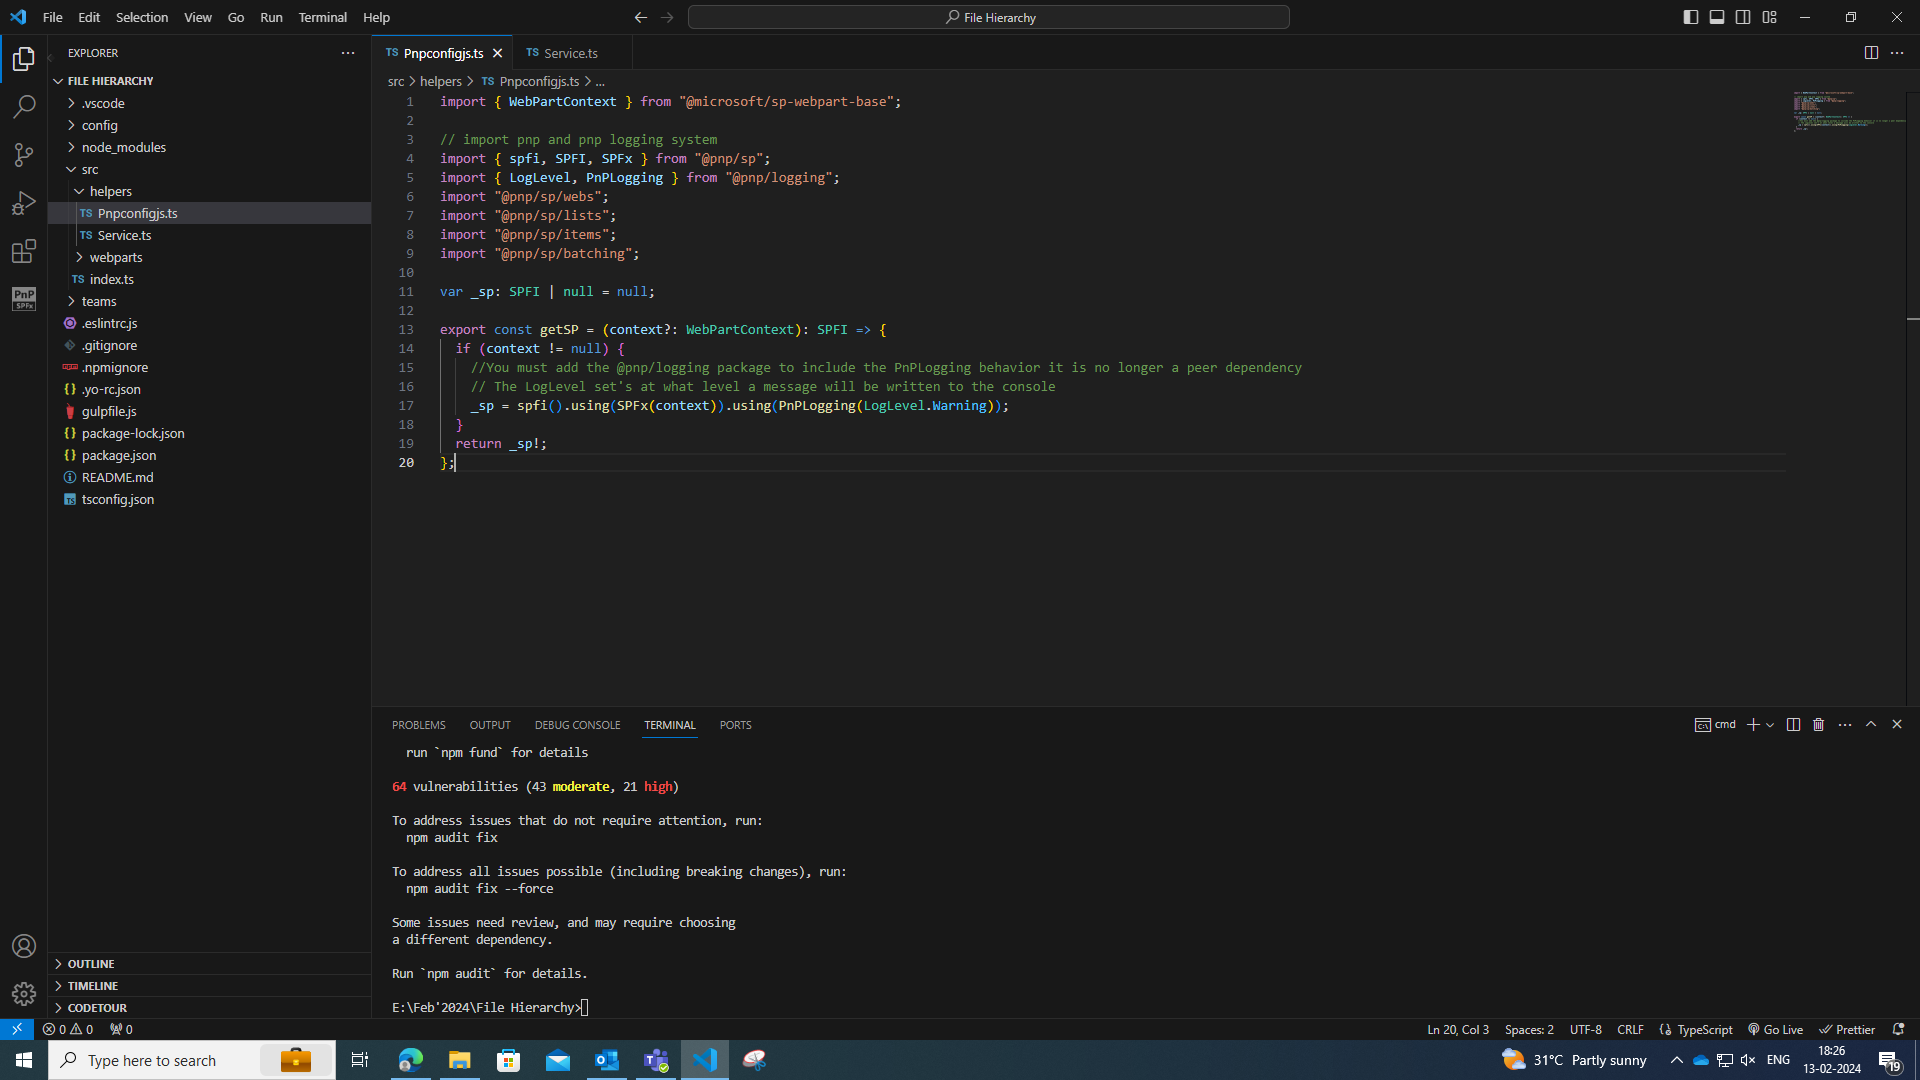 File Edit Selection View Go Run Terminal Help
File Hierarchy
EXPLORER
FILE HIERARCHY
.vscode
config
node_modules
src
helpers
TS Pnpconfigjs.ts
TS Service.ts
webparts
TS index.ts
teams
.eslintrc.js
.gitignore
.npmignore
{} .yo-rc.json
gulpfile.js
{} package-lock.json
{} package.json
README.md
TS tsconfig.json
OUTLINE
TIMELINE
CODETOUR
PnP
SPFx
TS Pnpconfigjs.ts
TS Service.ts
src > helpers > TS Pnpconfigjs.ts > ...
1 import { WebPartContext } from "@microsoft/sp-webpart-base";
2
3 // import pnp and pnp logging system
4 import { spfi, SPFI, SPFx } from "@pnp/sp";
5 import { LogLevel, PnPLogging } from "@pnp/logging";
6 import "@pnp/sp/webs";
7 import "@pnp/sp/lists";
8 import "@pnp/sp/items";
9 import "@pnp/sp/batching";
10
11 var _sp: SPFI | null = null;
12
13 export const getSP = (context?: WebPartContext): SPFI => {
14 if (context != null) {
15 //You must add the @pnp/logging package to include the PnPLogging behavior it is no longer a peer dependency
16 // The LogLevel set's at what level a message will be written to the console
17 _sp = spfi().using(SPFx(context)).using(PnPLogging(LogLevel.Warning));
18 }
19 return _sp!;
20 };
PROBLEMS OUTPUT DEBUG CONSOLE TERMINAL PORTS
cmd
run `npm fund` for details
64 vulnerabilities (43 moderate, 21 high)
To address issues that do not require attention, run:
npm audit fix
To address all issues possible (including breaking changes), run:
npm audit fix --force
Some issues need review, and may require choosing
a different dependency.
Run `npm audit` for details.
E:\Feb'2024\File Hierarchy>
0 0 0
Ln 20, Col 3 Spaces: 2 UTF-8 CRLF {} TypeScript Go Live Prettier
Type here to search
31°C Partly sunny
ENG
18:26
13-02-2024
19